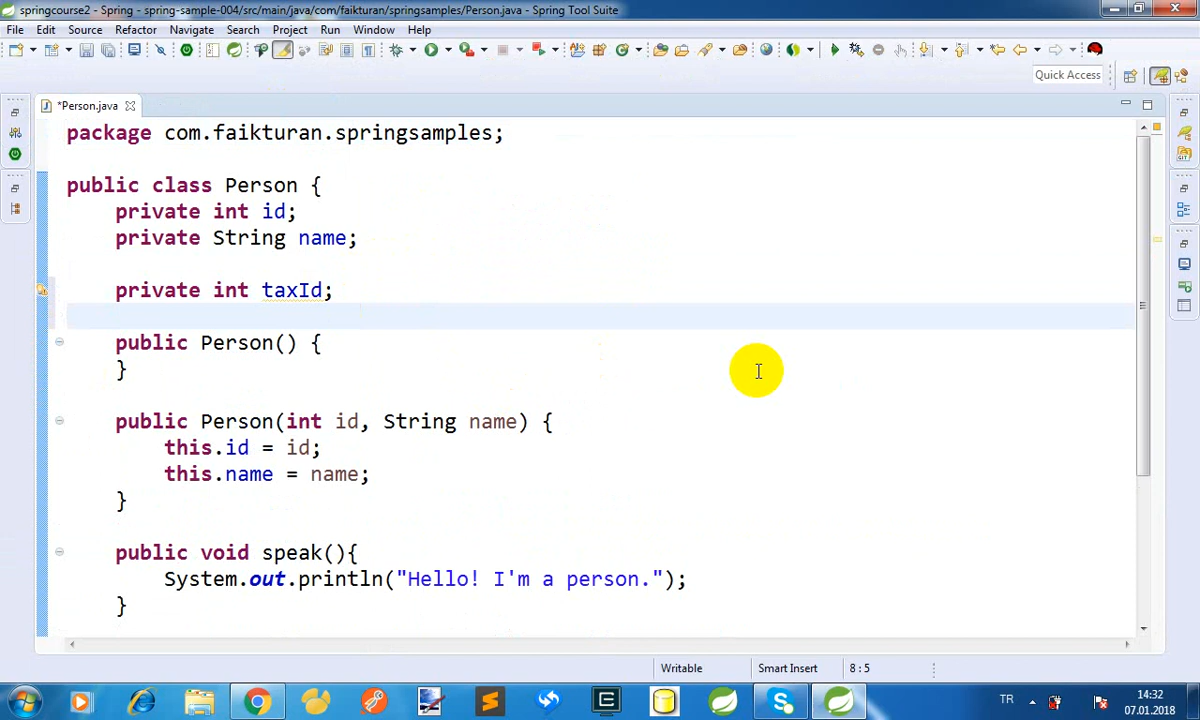 springcourse2 - Spring - spring-sample-004/src/main/java/com/faikturan/springsamples/Person.java - Spring Tool Suite
File Edit Source Refactor Navigate Search Project Run Window Help
Quick Access
*Person.java
package com.faikturan.springsamples;
public class Person {
private int id;
private String name;
private int taxId;
public Person() {
}
public Person(int id, String name) {
this.id = id;
this.name = name;
}
public void speak(){
System.out.println("Hello! I'm a person.");
}
Writable Smart Insert 8 : 5
TR 14:32
07.01.2018